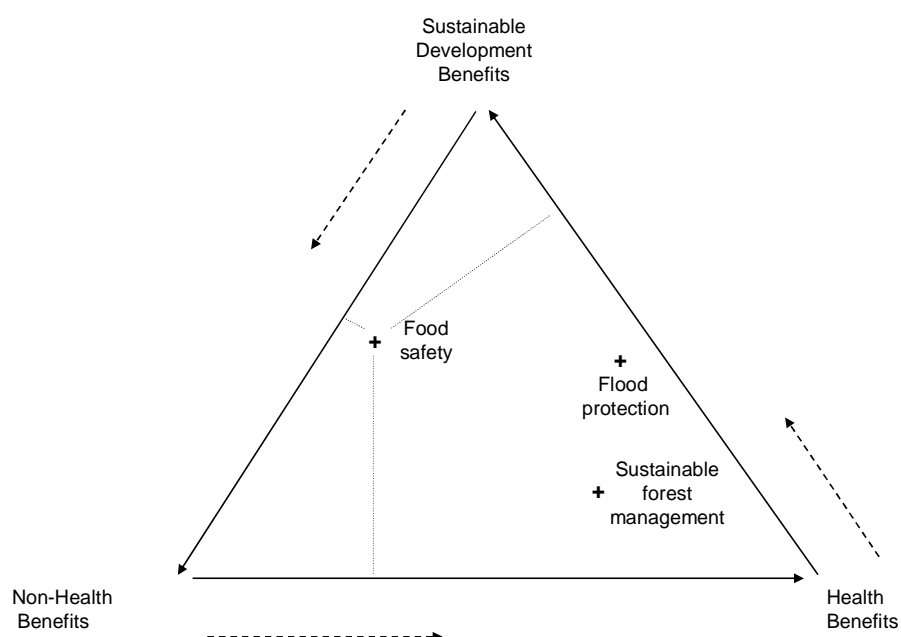 Sustainable
Development
Benefits
Food
safety
Flood
protection
Sustainable
forest
management
Non-Health
Benefits
Health
Benefits